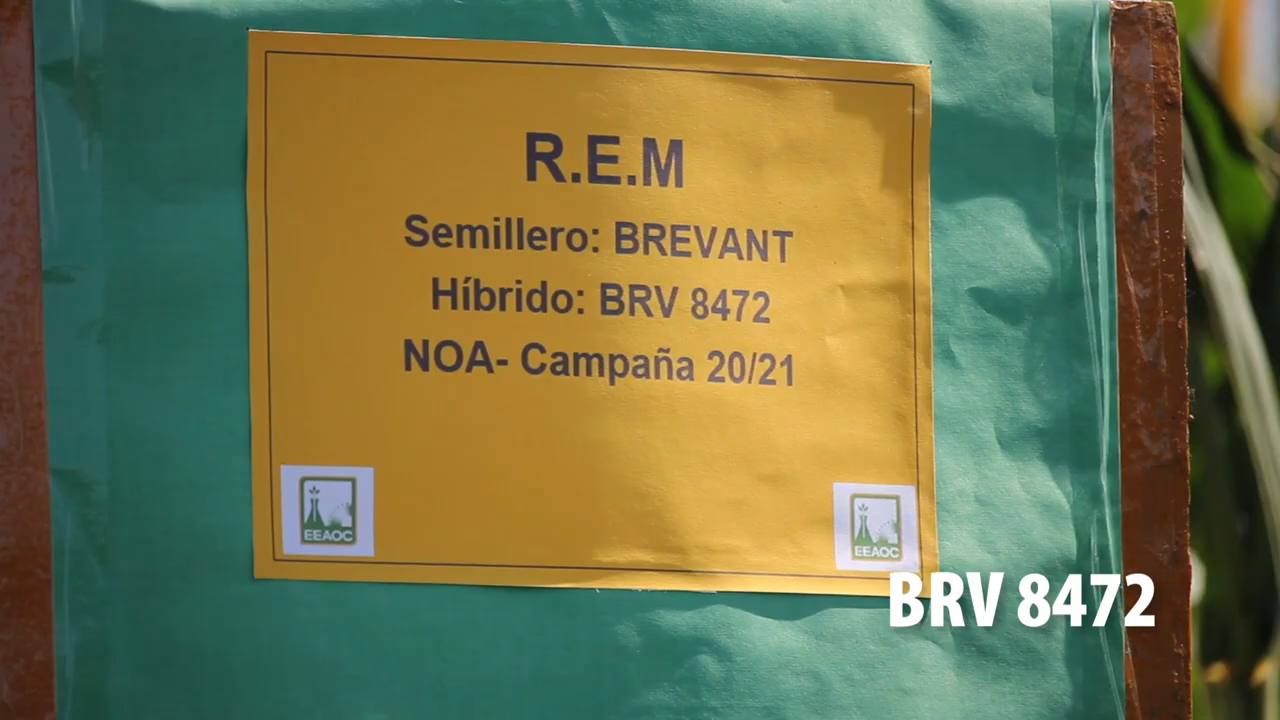 R.E.M
Semillero: BREVANT
Híbrido: BRV 8472
NOA- Campaña 20/21
EEAOC
EEAOC
BRV 8472